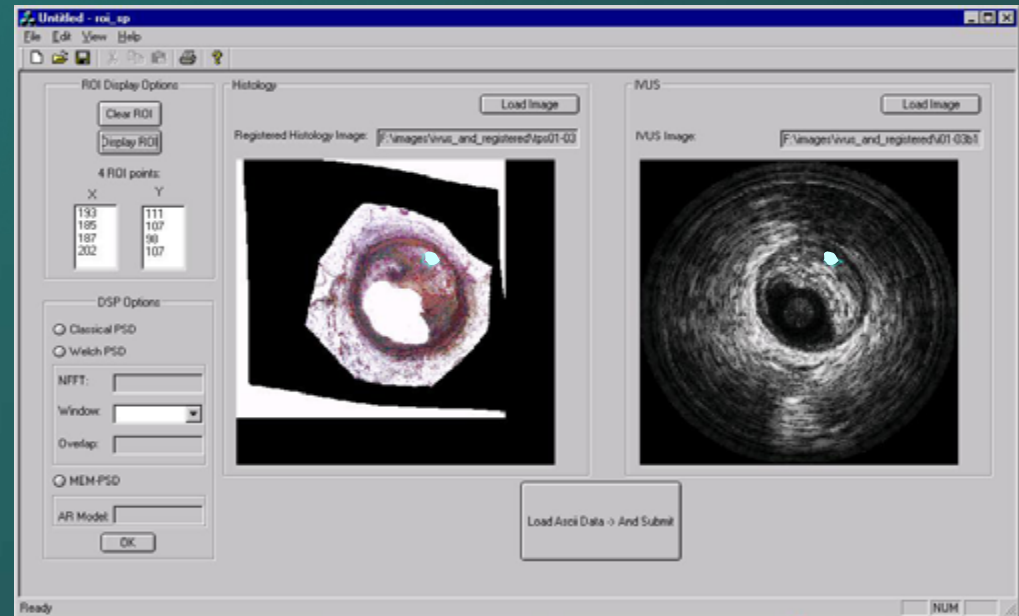 Untitled - roi_sp
File Edit View Help
ROI Display Options
Clear ROI
Display ROI
4 ROI points:
X Y
193 111
185 107
187 98
202 107
DSP Options
Classical PSD
Welch PSD
NFFT:
Window:
Overlap:
MEM-PSD
AR Model:
OK
Histology
Load Image
Registered Histology Image: F:\images\ivus_and_registered\tps01-03
IVUS
Load Image
IVUS Image: F:\images\ivus_and_registered\i01-03b1
Load Ascii Data -> And Submit
Ready NUM